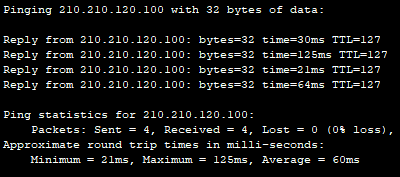 Pinging 210.210.120.100 with 32 bytes of data:
Reply from 210.210.120.100: bytes=32 time=30ms TTL=127
Reply from 210.210.120.100: bytes=32 time=125ms TTL=127
Reply from 210.210.120.100: bytes=32 time=21ms TTL=127
Reply from 210.210.120.100: bytes=32 time=64ms TTL=127
Ping statistics for 210.210.120.100:
Packets: Sent = 4, Received = 4, Lost = 0 (0% loss),
Approximate round trip times in milli-seconds:
Minimum = 21ms, Maximum = 125ms, Average = 60ms